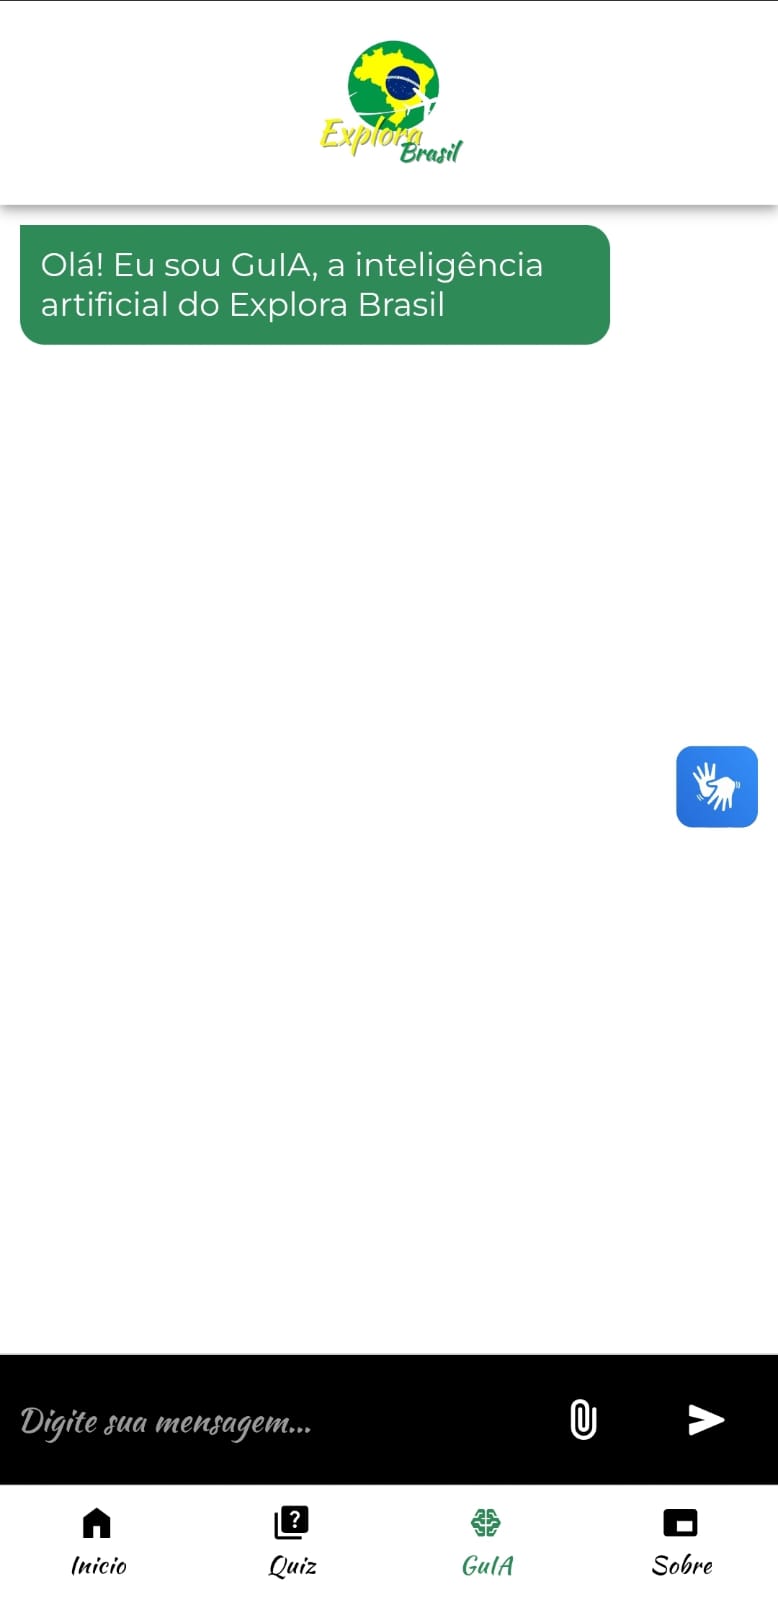 Explora
Brasil
Olá! Eu sou GuIA, a inteligência
artificial do Explora Brasil
Digite sua mensagem...
?
Inicio
Quiz
GuIA
Sobre